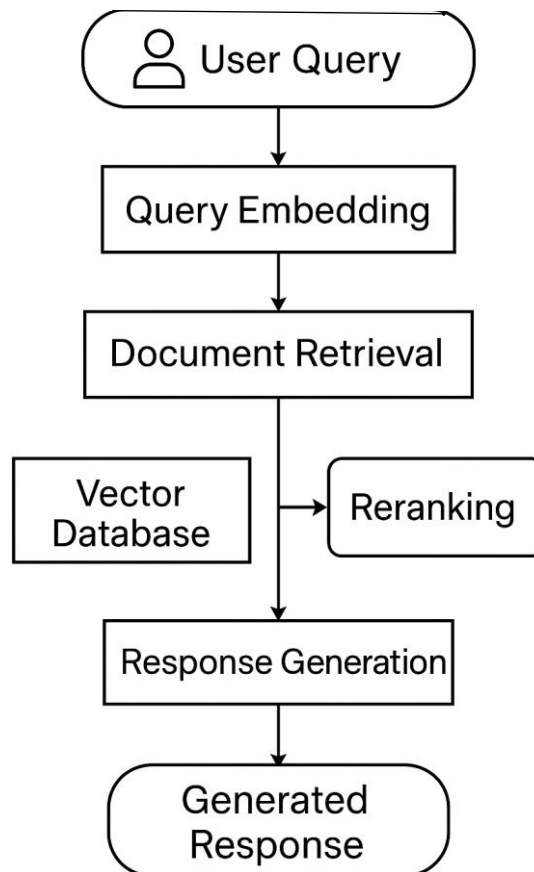 User Query
Query Embedding
Document Retrieval
Vector
Database
Reranking
Response Generation
Generated
Response